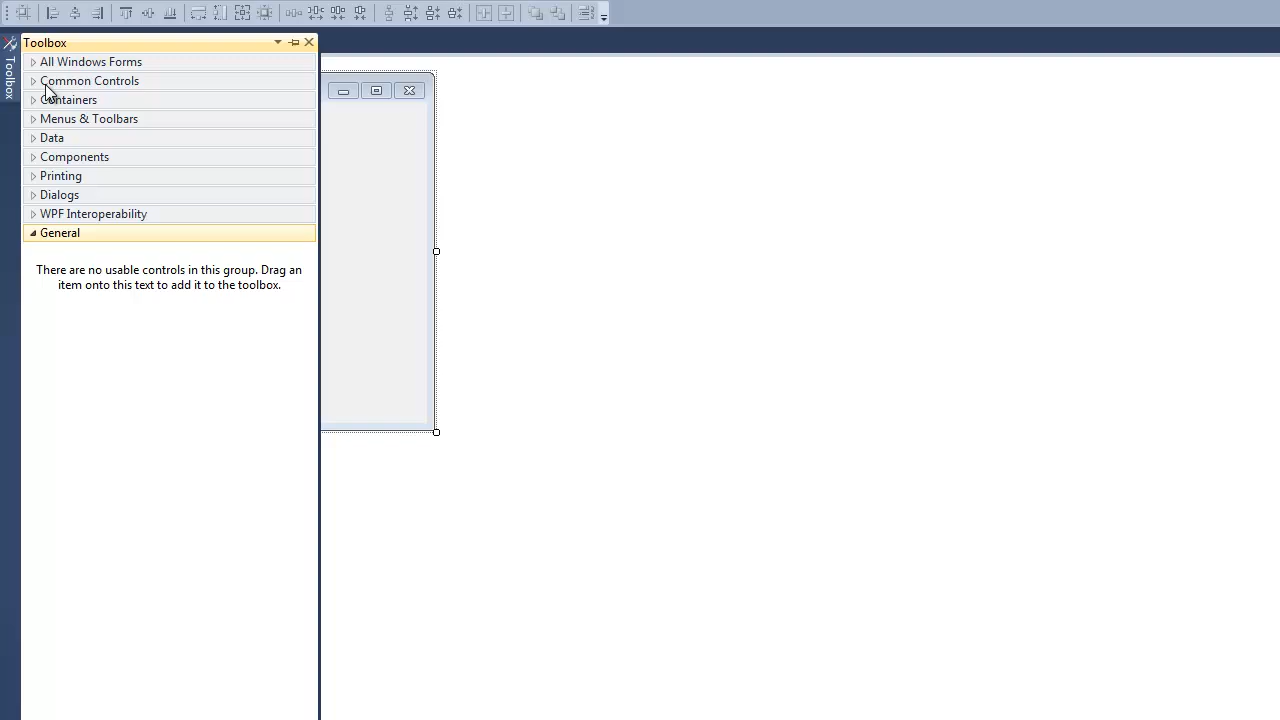 Toolbox
Toolbox
All Windows Forms
Common Controls
Containers
Menus & Toolbars
Data
Components
Printing
Dialogs
WPF Interoperability
General
There are no usable controls in this group. Drag an
item onto this text to add it to the toolbox.